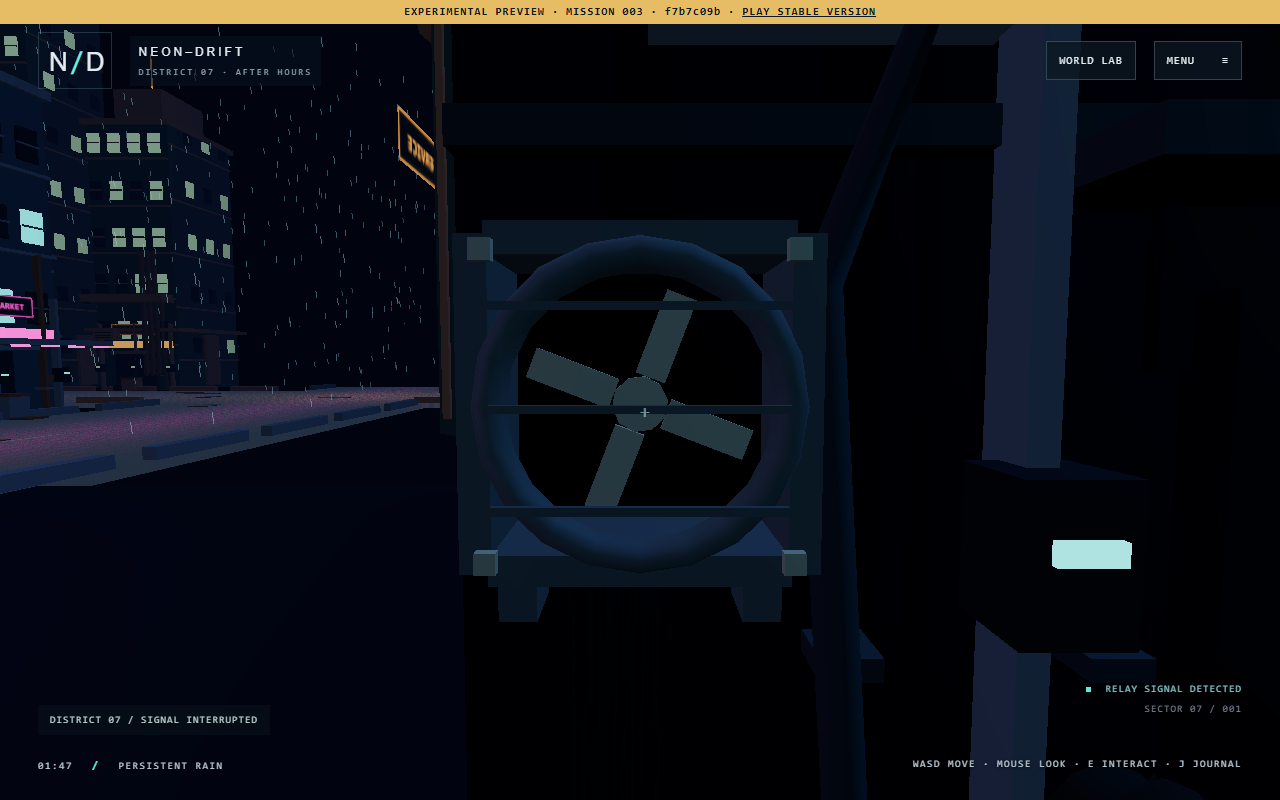 EXPERIMENTAL PREVIEW · MISSION 003 · f7b7c09b · PLAY STABLE VERSION
N/D
NEON—DRIFT
DISTRICT 07 · AFTER HOURS
WORLD LAB
MENU ≡
ARKET
DISTRICT 07 / SIGNAL INTERRUPTED
RELAY SIGNAL DETECTED
SECTOR 07 / 001
01:47 / PERSISTENT RAIN
WASD MOVE · MOUSE LOOK · E INTERACT · J JOURNAL